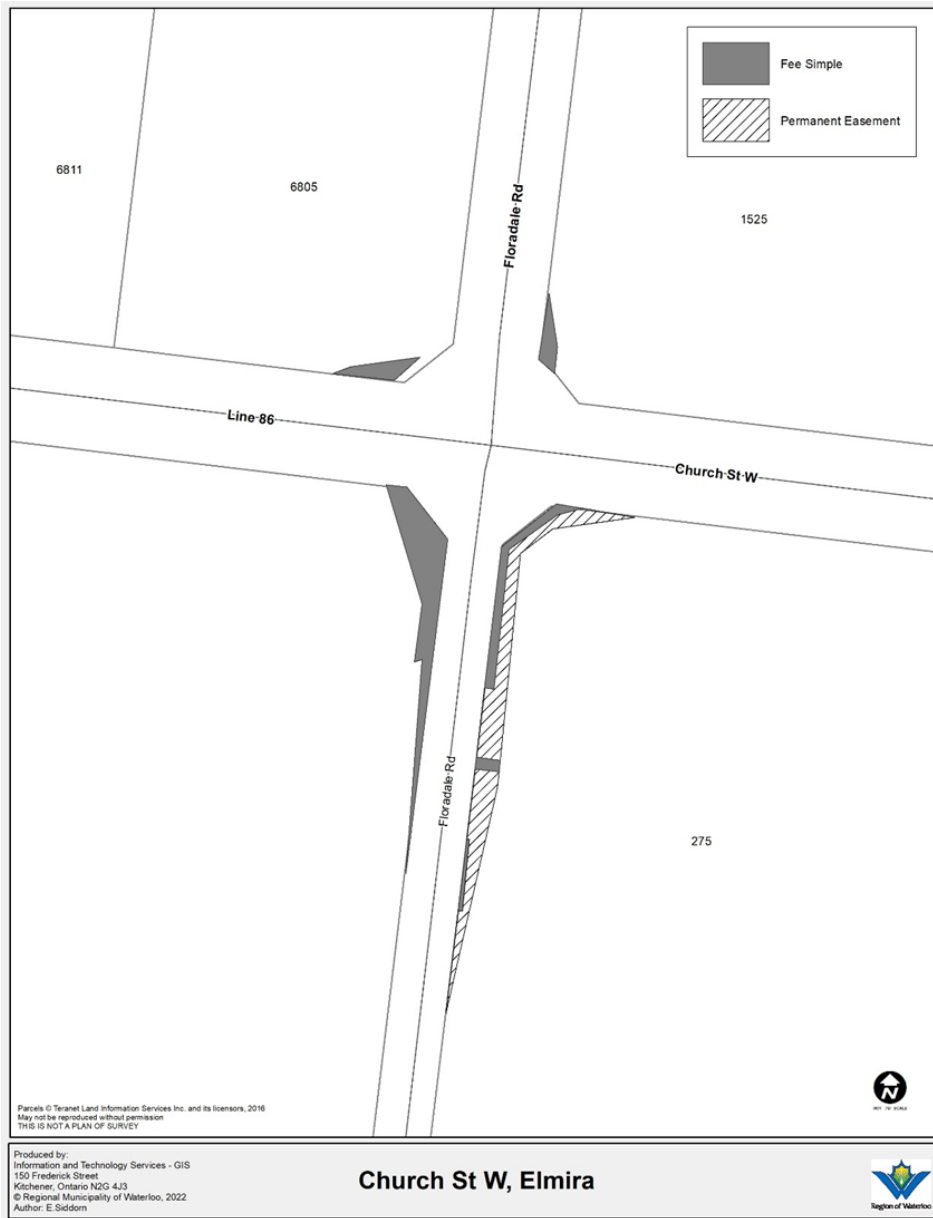 Fee Simple
Permanent Easement
6811
6805
1525
Floradale Rd
Line 86
Church St W
Floradale Rd
275
N
NOT TO SCALE
Parcels © Teranet Land Information Services Inc. and its licensors, 2016
May not be reproduced without permission
THIS IS NOT A PLAN OF SURVEY
Produced by:
Information and Technology Services - GIS
150 Frederick Street
Kitchener, Ontario N2G 4J3
© Regional Municipality of Waterloo, 2022
Author: E.Siddorn
Church St W, Elmira
Region of Waterloo